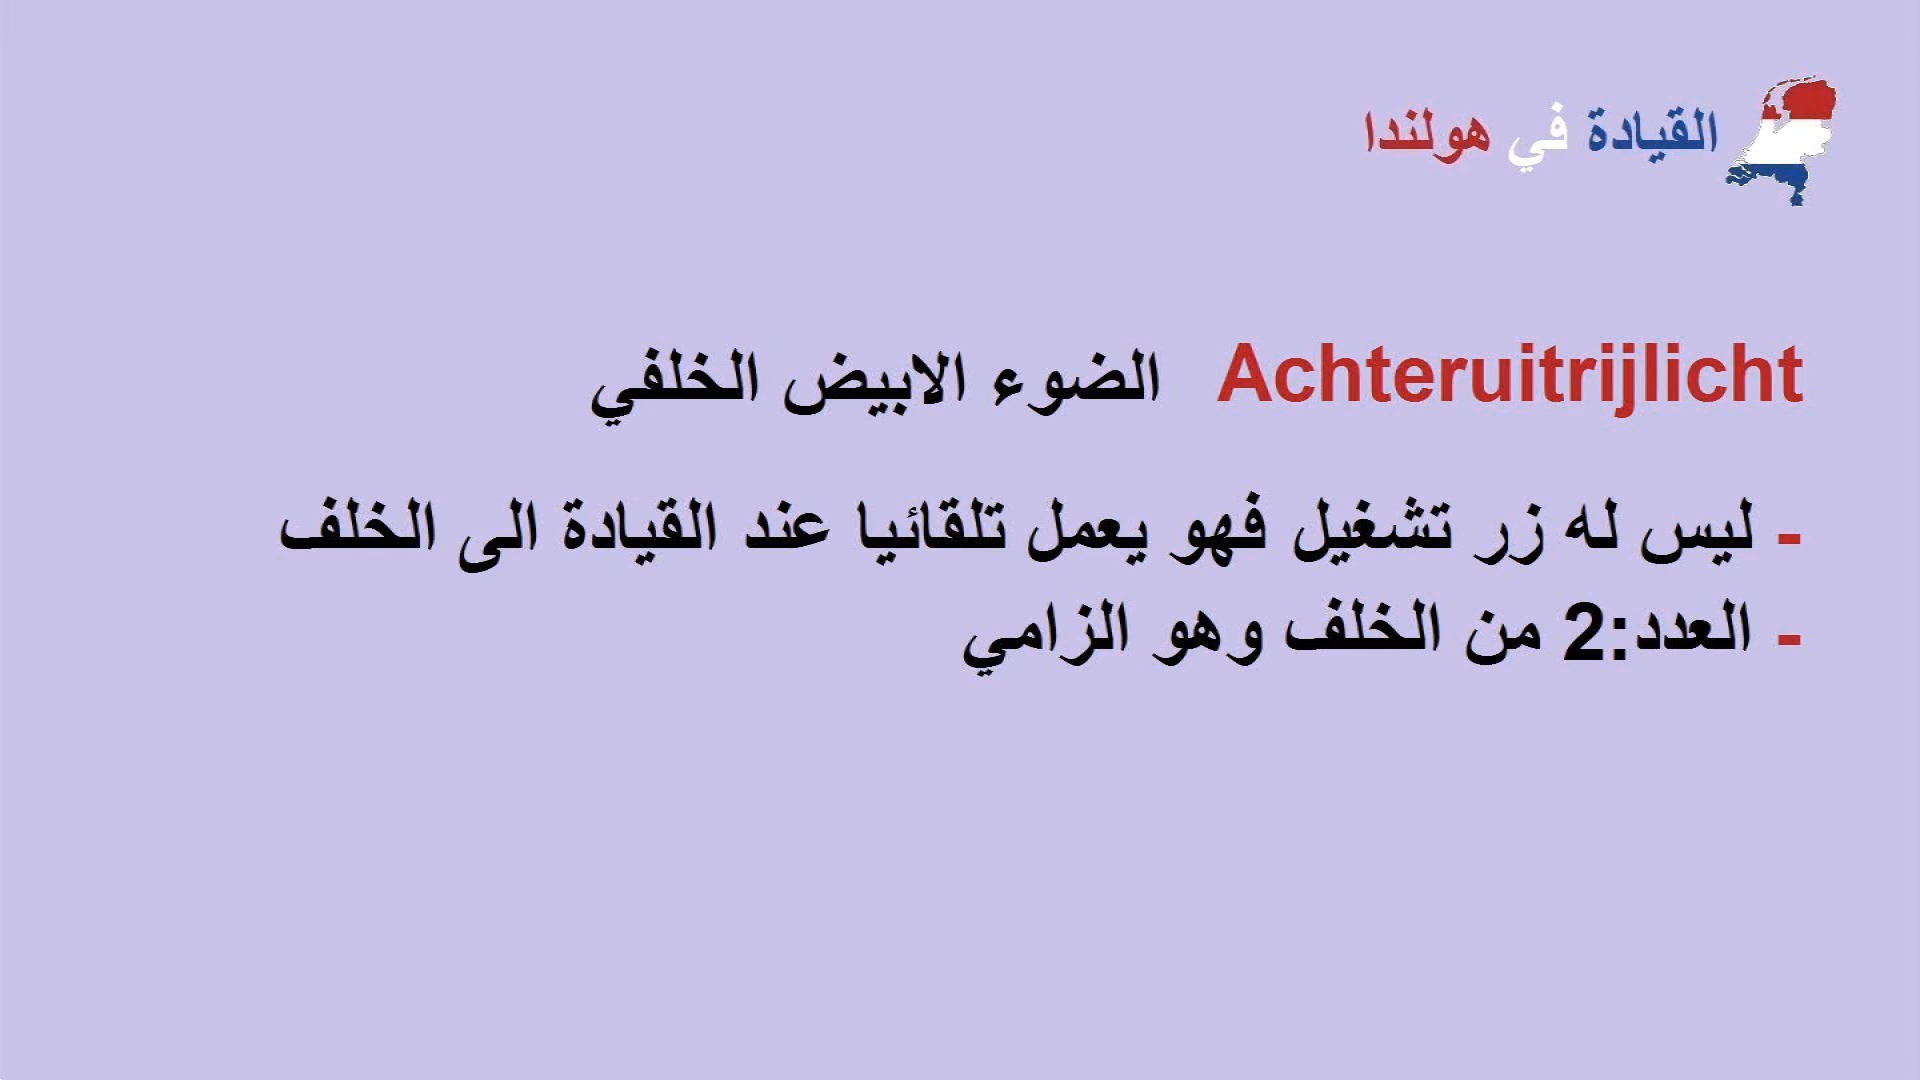 القيادة في هولندا
Achteruitrijlicht الضوء الابيض الخلفي
- ليس له زر تشغيل فهو يعمل تلقائيا عند القيادة الى الخلف
- العدد:2 من الخلف وهو الزامي